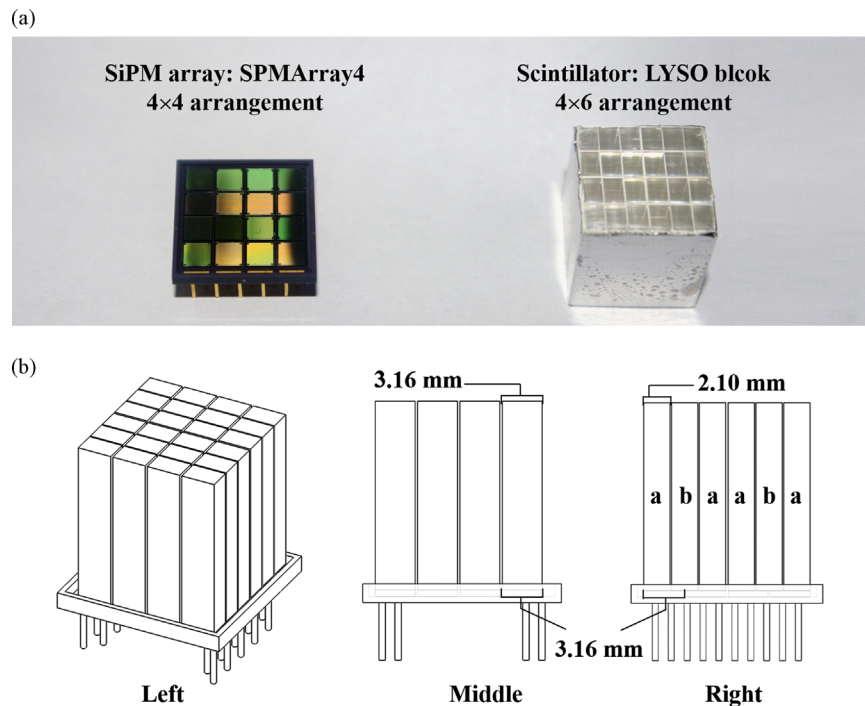 (a)
SiPM array: SPMArray4
4×4 arrangement
Scintillator: LYSO blcok
4×6 arrangement
(b)
3.16 mm
2.10 mm
a b a a b a
3.16 mm
Left
Middle
Right